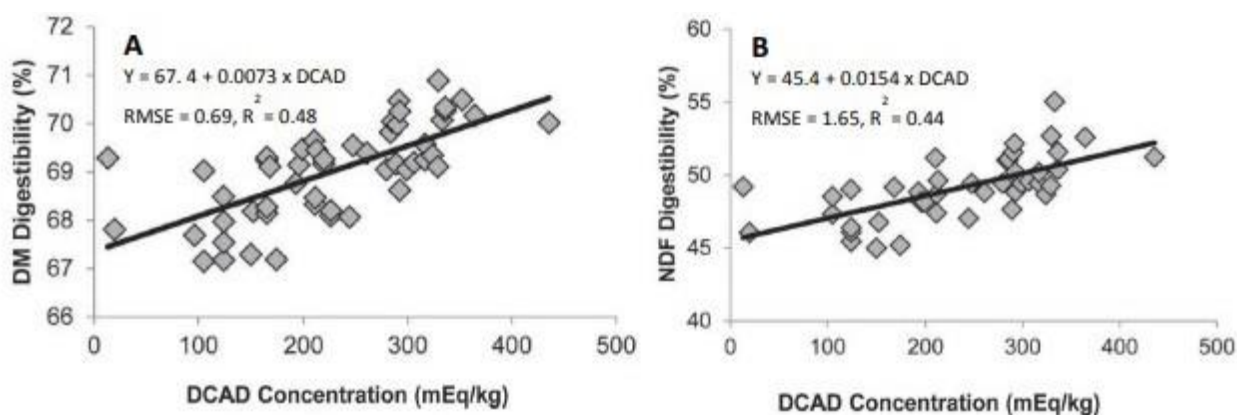 A
Y = 67. 4 + 0.0073 x DCAD
RMSE = 0.69, R² = 0.48
DM Digestibility (%)
72
71
70
69
68
67
66
0 100 200 300 400 500
DCAD Concentration (mEq/kg)
B
Y = 45.4 + 0.0154 x DCAD
RMSE = 1.65, R² = 0.44
NDF Digestibility (%)
60
55
50
45
40
0 100 200 300 400 500
DCAD Concentration (mEq/kg)